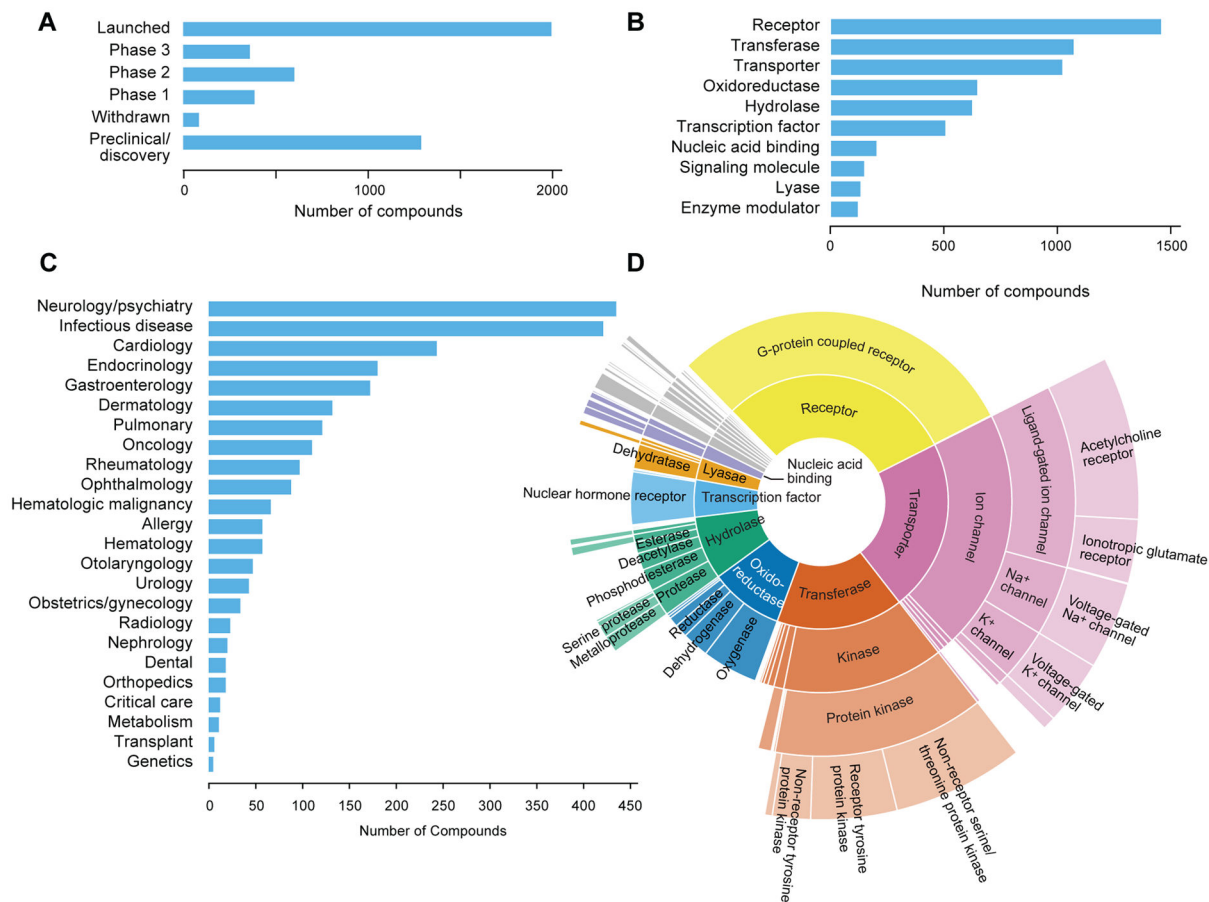 A
Launched
Phase 3
Phase 2
Phase 1
Withdrawn
Preclinical/
discovery
0
1000
2000
Number of compounds
B
Receptor
Transferase
Transporter
Oxidoreductase
Hydrolase
Transcription factor
Nucleic acid binding
Signaling molecule
Lyase
Enzyme modulator
0
500
1000
1500
Number of compounds
C
Neurology/psychiatry
Infectious disease
Cardiology
Endocrinology
Gastroenterology
Dermatology
Pulmonary
Oncology
Rheumatology
Ophthalmology
Hematologic malignancy
Allergy
Hematology
Otolaryngology
Urology
Obstetrics/gynecology
Radiology
Nephrology
Dental
Orthopedics
Critical care
Metabolism
Transplant
Genetics
0
50
100
150
200
250
300
350
400
450
Number of Compounds
D
G-protein coupled receptor
Receptor
Nucleic acid
binding
Transporter
Ion channel
Ligand-gated ion channel
Acetylcholine
receptor
Ionotropic glutamate
receptor
Na+
channel
Voltage-gated
Na+ channel
K+
channel
Voltage-gated
K+ channel
Transferase
Kinase
Protein kinase
Non-receptor serine/
threonine protein kinase
Receptor tyrosine
protein kinase
Non-receptor tyrosine
protein kinase
Oxido-
reductase
Oxygenase
Dehydrogenase
Reductase
Hydrolase
Protease
Metalloprotease
Serine protease
Phosphodiesterase
Deacetylase
Esterase
Transcription factor
Nuclear hormone receptor
Lyasae
Dehydratase